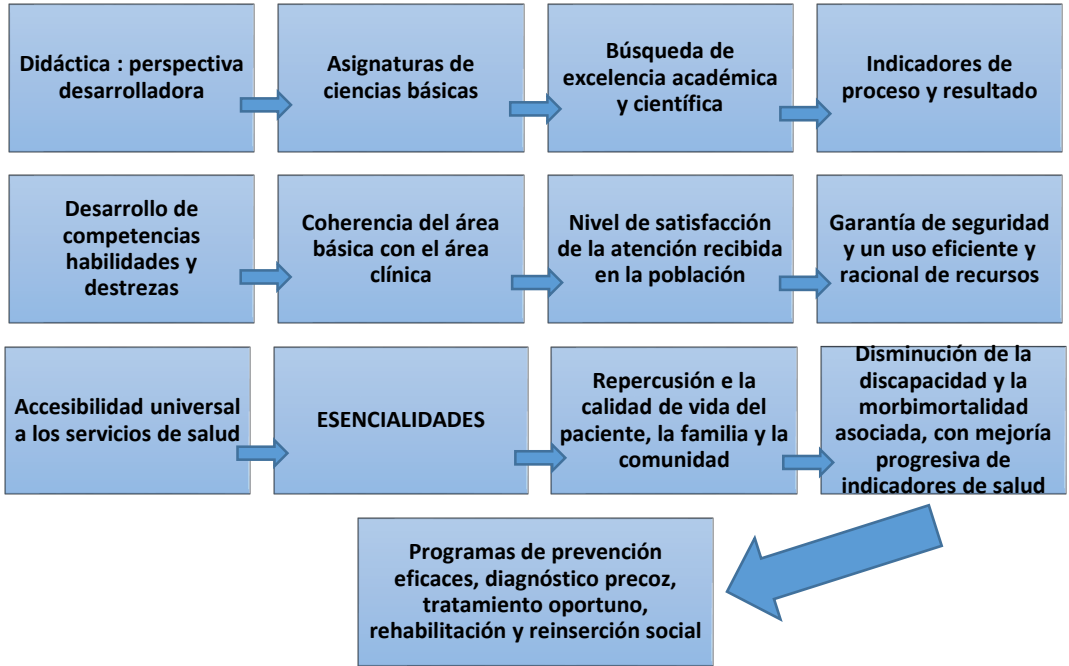 Didáctica : perspectiva
desarrolladora
Asignaturas de
ciencias básicas
Búsqueda de
excelencia académica
y científica
Indicadores de
proceso y resultado
Desarrollo de
competencias
habilidades y
destrezas
Coherencia del área
básica con el área
clínica
Nivel de satisfacción
de la atención recibida
en la población
Garantía de seguridad
y un uso eficiente y
racional de recursos
Accesibilidad universal
a los servicios de salud
ESENCIALIDADES
Repercusión e la
calidad de vida del
paciente, la familia y la
comunidad
Disminución de la
discapacidad y la
morbimortalidad
asociada, con mejoría
progresiva de
indicadores de salud
Programas de prevención
eficaces, diagnóstico precoz,
tratamiento oportuno,
rehabilitación y reinserción social